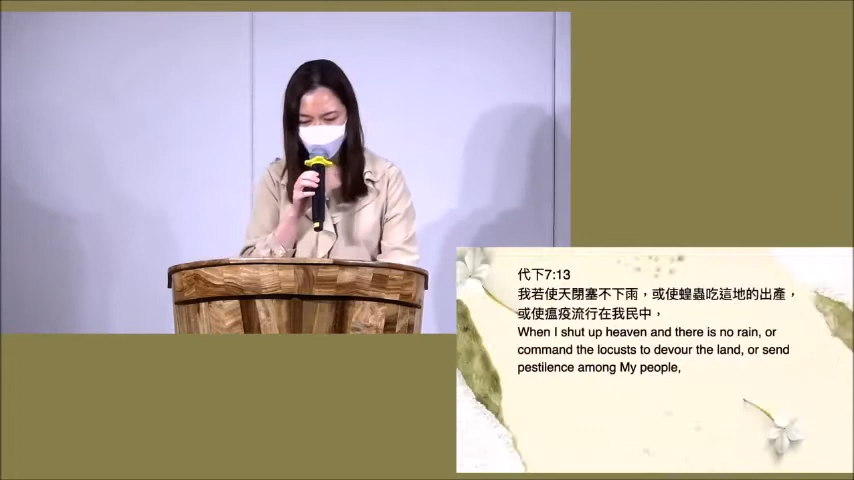 代下7:13
我若使天閉塞不下雨，或使蝗蟲吃這地的出產，
或使瘟疫流行在我民中，
When I shut up heaven and there is no rain, or
command the locusts to devour the land, or send
pestilence among My people,